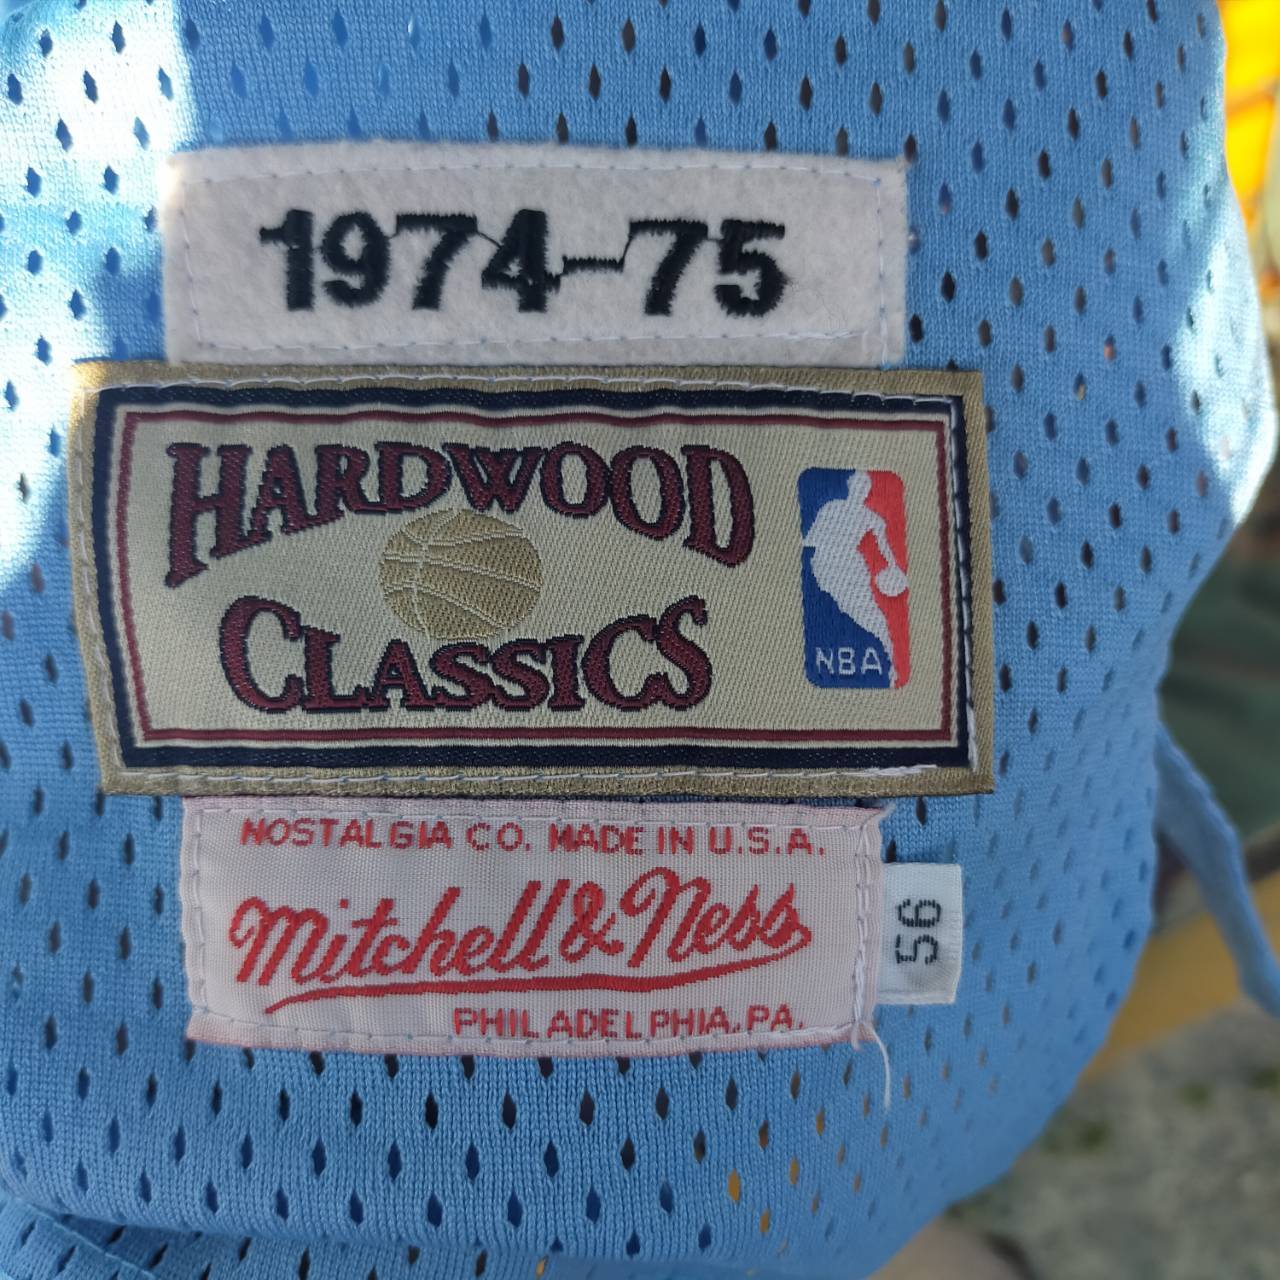 1974-75
HARDWOOD
CLASSICS
NBA
NOSTALGIA CO. MADE IN U.S.A.
Mitchell & Ness
PHILADELPHIA, PA.
56